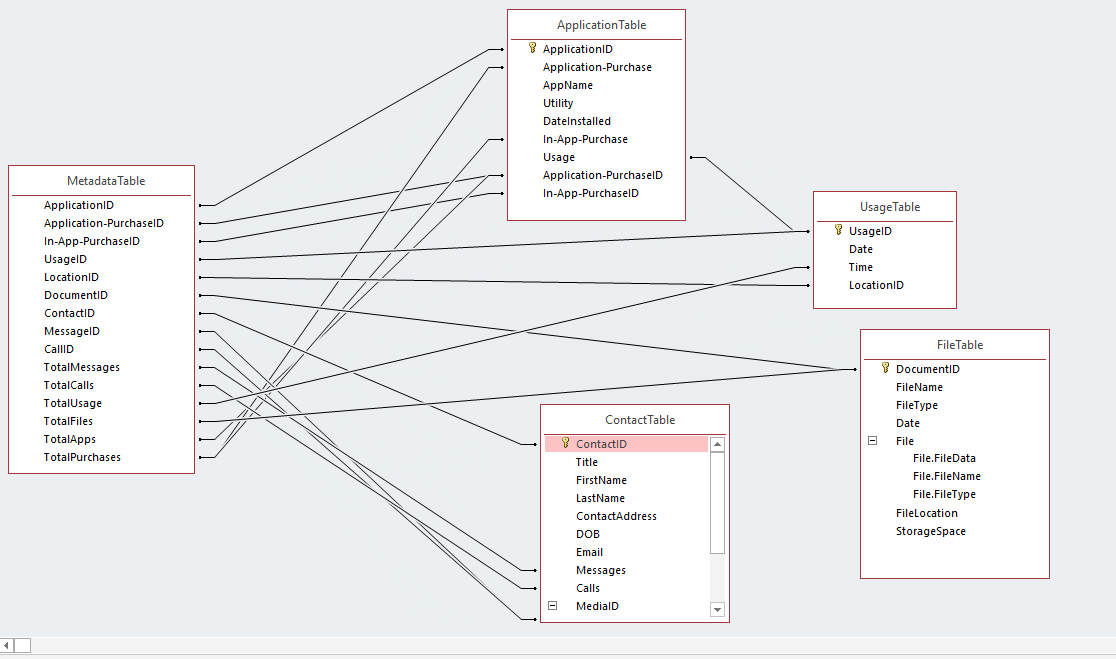 ApplicationTable
ApplicationID
Application-Purchase
AppName
Utility
DateInstalled
In-App-Purchase
Usage
Application-PurchaseID
In-App-PurchaseID
MetadataTable
ApplicationID
Application-PurchaseID
In-App-PurchaseID
UsageID
LocationID
DocumentID
ContactID
MessageID
CallID
TotalMessages
TotalCalls
TotalUsage
TotalFiles
TotalApps
TotalPurchases
UsageTable
UsageID
Date
Time
LocationID
FileTable
DocumentID
FileName
FileType
Date
File
File.FileData
File.FileName
File.FileType
FileLocation
StorageSpace
ContactTable
ContactID
Title
FirstName
LastName
ContactAddress
DOB
Email
Messages
Calls
MediaID